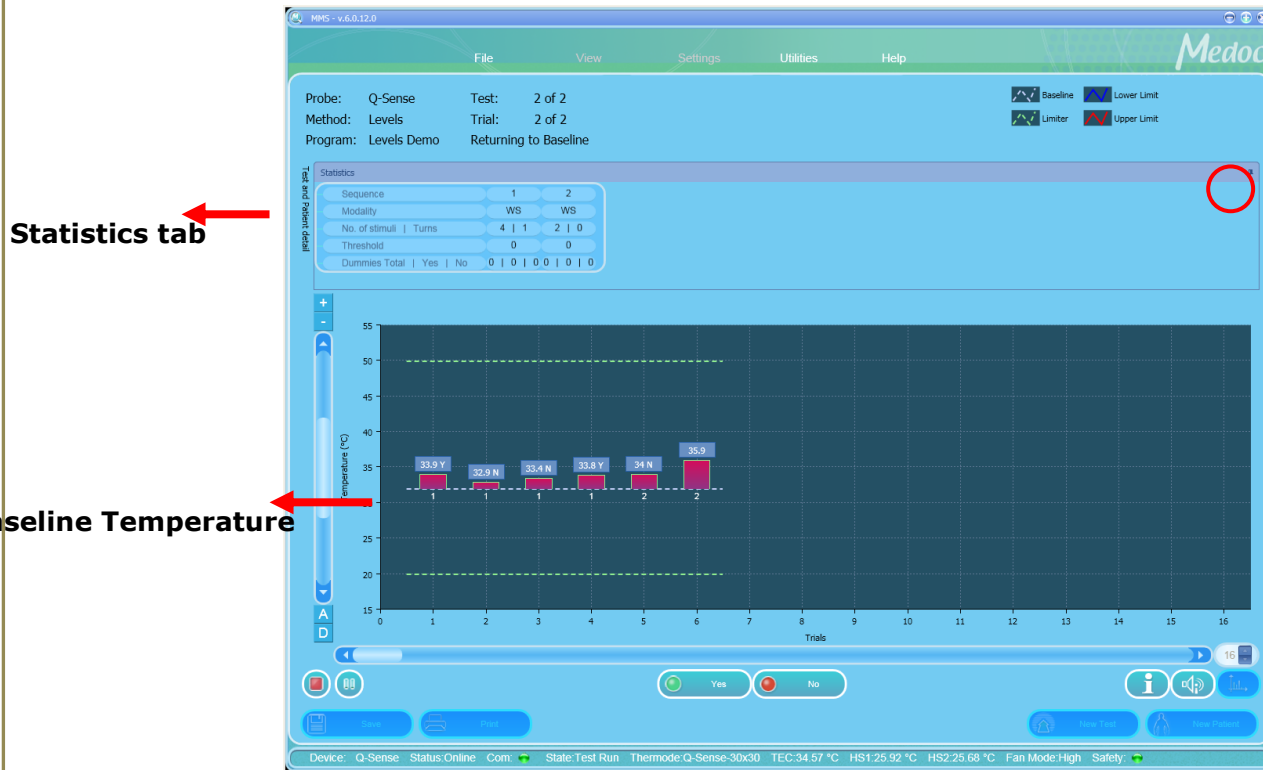 MMS - v.6.0.12.0
File View Settings Utilities Help
Medoc
Probe: Q-Sense Test: 2 of 2
Method: Levels Trial: 2 of 2
Program: Levels Demo Returning to Baseline
Baseline Lower Limit
Limiter Upper Limit
Test and Patient detail
Statistics
Sequence 1 2
Modality WS WS
No. of stimuli | Turns 4 | 1 2 | 0
Threshold 0 0
Dummies Total | Yes | No 0 | 0 | 0 0 | 0 | 0
Statistics tab
+
-
55
50
45
40
35
25
20
15
Temperature (°C)
33.9 Y 32.9 N 33.4 N 33.8 Y 34 N 35.9
1 1 1 1 2 2
aseline Temperature
A
D
0 1 2 3 4 5 6 7 8 9 10 11 12 13 14 15 16
Trials
16
Yes No
i
Save Print New Test New Patient
Device: Q-Sense Status:Online Com: State:Test Run Thermode:Q-Sense-30x30 TEC:34.57 °C HS1:25.92 °C HS2:25.68 °C Fan Mode:High Safety: